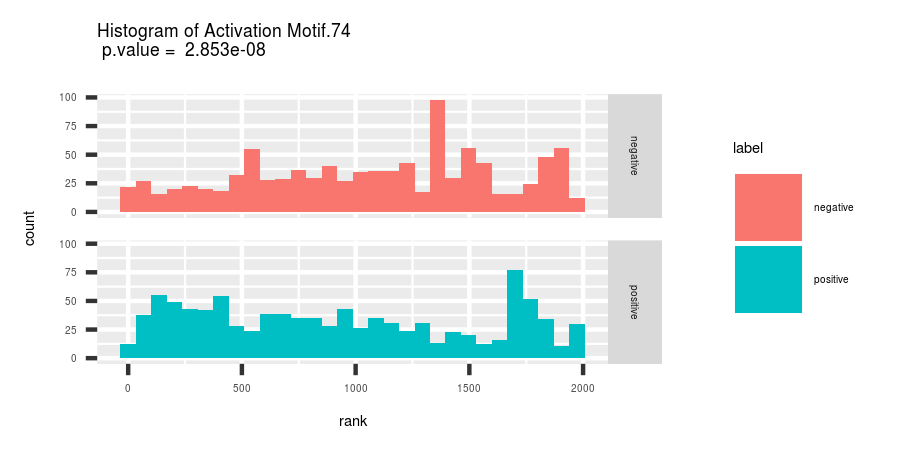 Histogram of Activation Motif.74
p.value = 2.853e-08
count
100
75
50
25
0
negative
100
75
50
25
0
positive
0 500 1000 1500 2000
rank
label
negative
positive